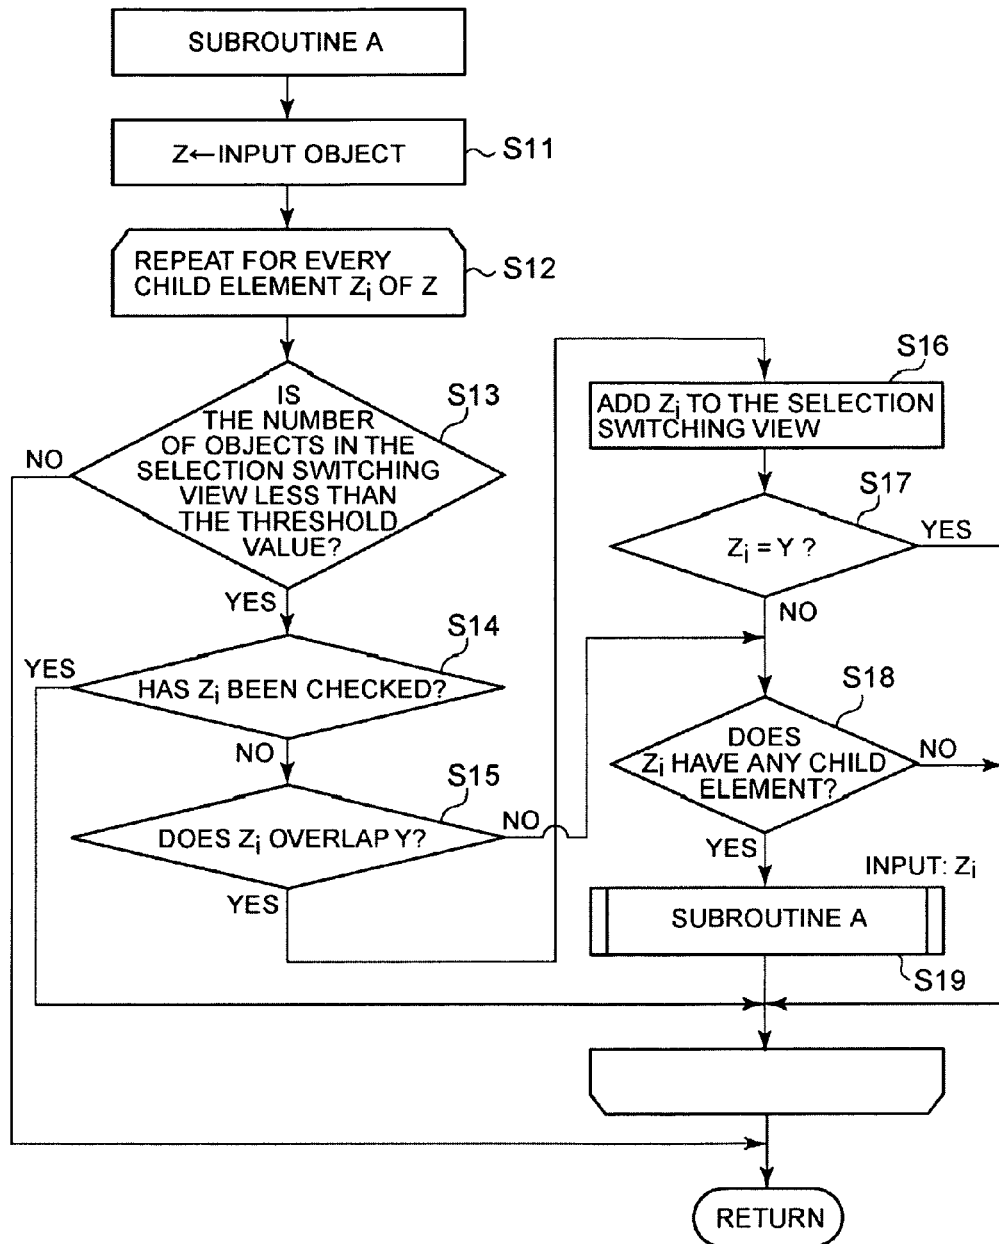 SUBROUTINE A
Z←INPUT OBJECT
S11
REPEAT FOR EVERY
CHILD ELEMENT Zi OF Z
S12
IS
THE NUMBER
OF OBJECTS IN THE
SELECTION SWITCHING
VIEW LESS THAN
THE THRESHOLD
VALUE?
S13
NO
YES
HAS Zi BEEN CHECKED?
S14
YES
NO
DOES Zi OVERLAP Y?
S15
NO
YES
S16
ADD Zi TO THE SELECTION
SWITCHING VIEW
S17
Zi = Y ?
YES
NO
S18
DOES
Zi HAVE ANY CHILD
ELEMENT?
NO
YES
INPUT: Zi
SUBROUTINE A
S19
RETURN